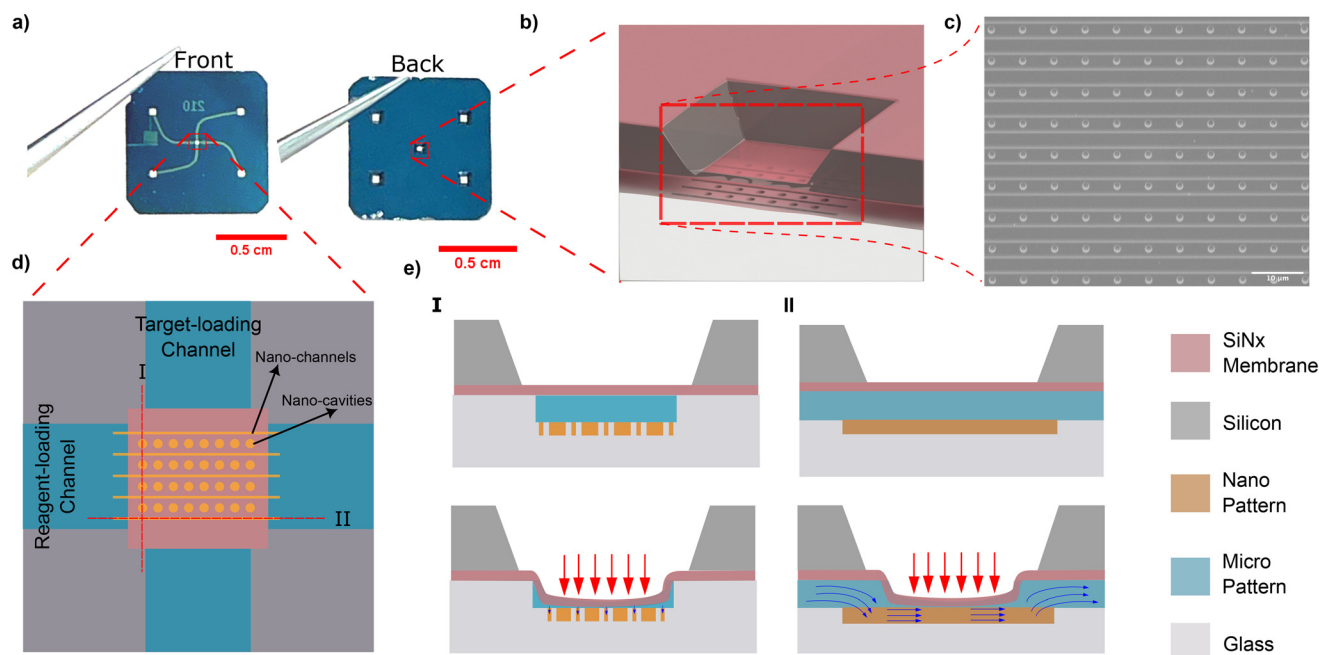 a)
Front
210
0.5 cm
Back
0.5 cm
b)
c)
10 µm
d)
Target-loading
Channel
Nano-channels
I
Nano-cavities
Reagent-loading
Channel
II
e)
I
II
SiNx
Membrane
Silicon
Nano
Pattern
Micro
Pattern
Glass